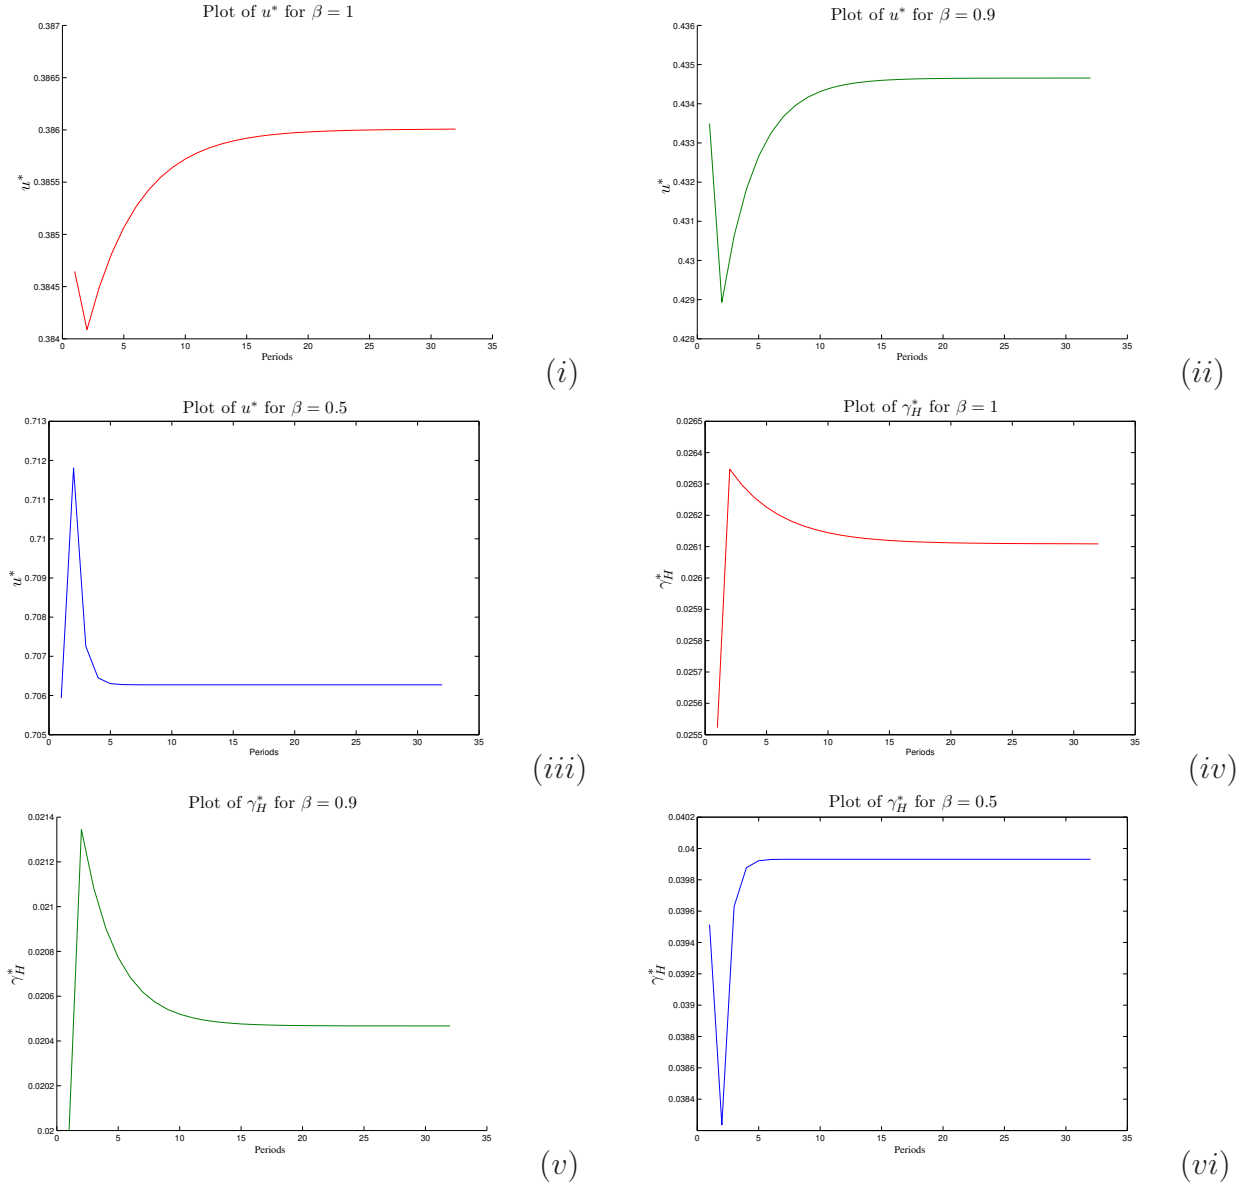 Plot of u* for β = 1
0.387
0.3865
0.386
0.3855
0.385
0.3845
0.384
u*
0 5 10 15 20 25 30 35
Periods
(i)
Plot of u* for β = 0.9
0.436
0.435
0.434
0.433
0.432
0.431
0.43
0.429
0.428
u*
0 5 10 15 20 25 30 35
Periods
(ii)
Plot of u* for β = 0.5
0.713
0.712
0.711
0.71
0.709
0.708
0.707
0.706
0.705
u*
0 5 10 15 20 25 30 35
Periods
(iii)
Plot of γ*_H for β = 1
0.0265
0.0264
0.0263
0.0262
0.0261
0.026
0.0259
0.0258
0.0257
0.0256
0.0255
γ*_H
0 5 10 15 20 25 30 35
Periods
(iv)
Plot of γ*_H for β = 0.9
0.0214
0.0212
0.021
0.0208
0.0206
0.0204
0.0202
0.02
γ*_H
0 5 10 15 20 25 30 35
Periods
(v)
Plot of γ*_H for β = 0.5
0.0402
0.04
0.0398
0.0396
0.0394
0.0392
0.039
0.0388
0.0386
0.0384
γ*_H
0 5 10 15 20 25 30 35
Periods
(vi)